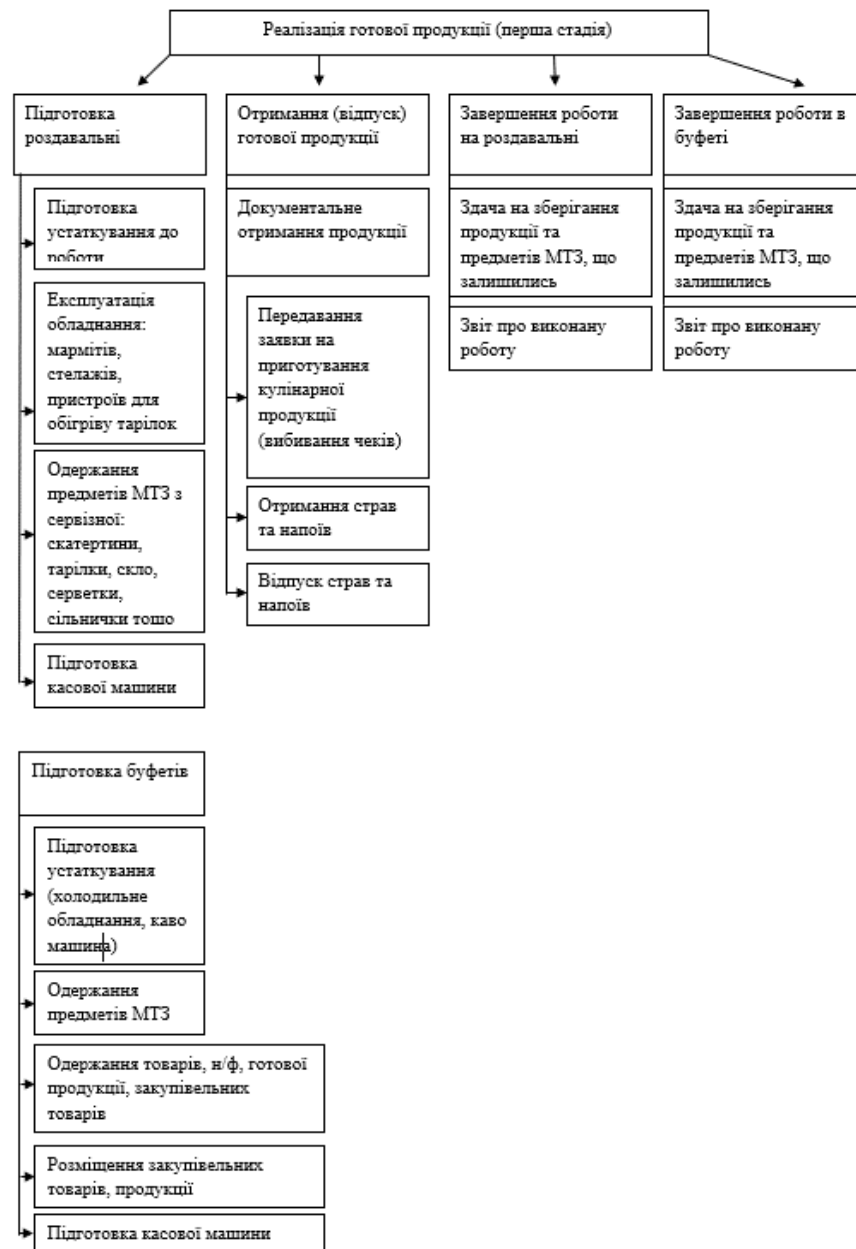 Реалізація готової продукції (перша стадія)
Підготовка
роздавальні
Підготовка
устаткування до
роботи
Експлуатація
обладнання:
мармітів,
стелажів,
пристроїв для
обігріву тарілок
Одержання
предметів МТЗ з
сервізної:
скатертини,
тарілки, скло,
серветки,
сільнички тощо
Підготовка
касової машини
Отримання (відпуск)
готової продукції
Документальне
отримання продукції
Передавання
заявки на
приготування
кулінарної
продукції
(вибивання чеків)
Отримання страв
та напоїв
Відпуск страв та
напоїв
Завершення роботи
на роздавальні
Здача на зберігання
продукції та
предметів МТЗ, що
залишились
Звіт про виконану
роботу
Завершення роботи в
буфеті
Здача на зберігання
продукції та
предметів МТЗ, що
залишились
Звіт про виконану
роботу
Підготовка буфетів
Підготовка
устаткування
(холодильне
обладнання, каво
машина)
Одержання
предметів МТЗ
Одержання товарів, н/ф, готової
продукції, закупівельних
товарів
Розміщення закупівельних
товарів, продукції
Підготовка касової машини